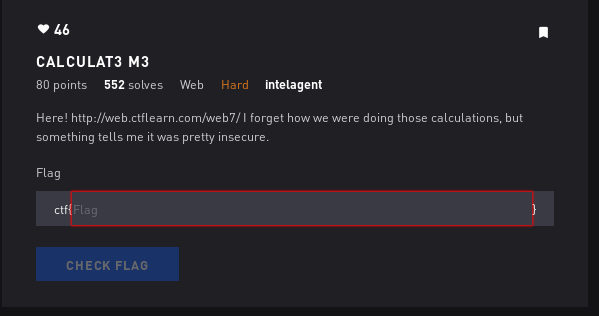 46
CALCULAT3 M3
80 points 552 solves Web Hard intelagent
Here! http://web.ctflearn.com/web7/ I forget how we were doing those calculations, but
something tells me it was pretty insecure.
Flag
ctf{Flag }
CHECK FLAG